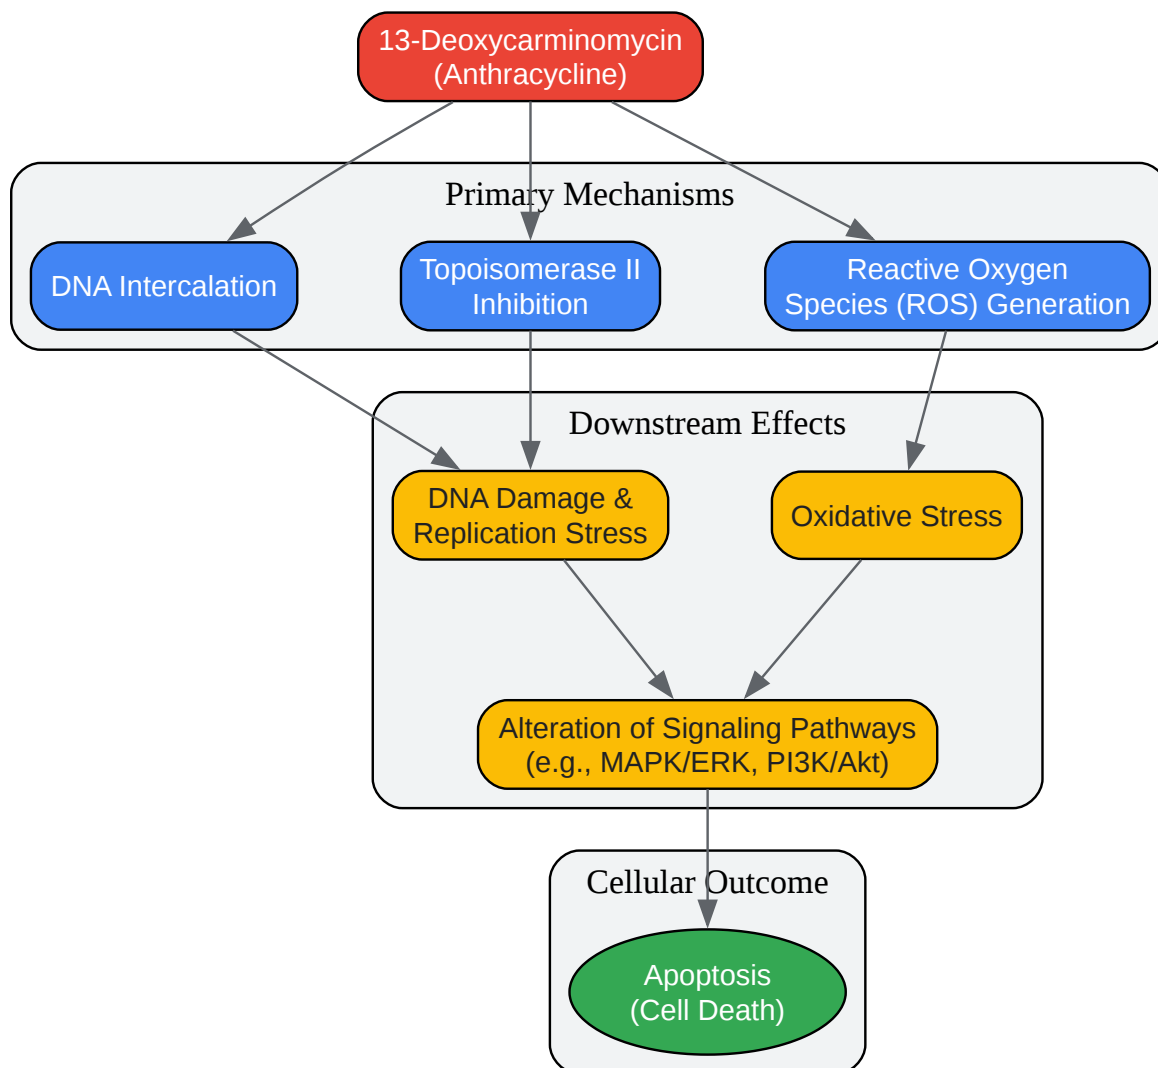 13-Deoxycarminomycin
(Anthracycline)
Primary Mechanisms
DNA Intercalation
Topoisomerase II
Inhibition
Reactive Oxygen
Species (ROS) Generation
Downstream Effects
DNA Damage &
Replication Stress
Oxidative Stress
Alteration of Signaling Pathways
(e.g., MAPK/ERK, PI3K/Akt)
Cellular Outcome
Apoptosis
(Cell Death)